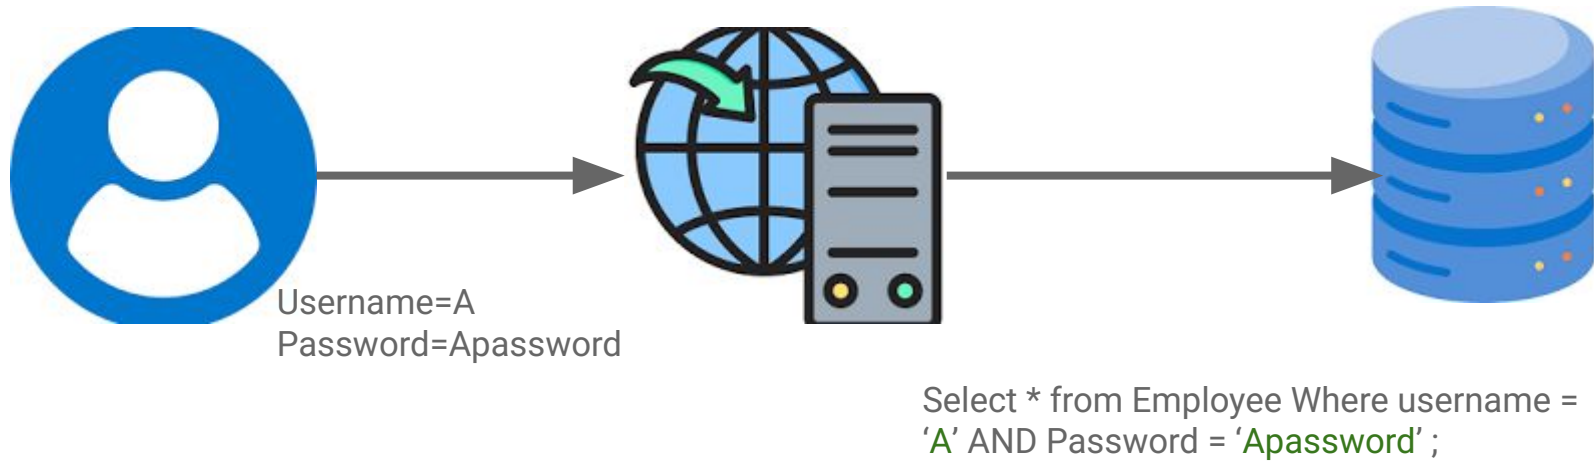 Username=A
Password=Apassword
Select * from Employee Where username =
‘A’ AND Password = ‘Apassword’ ;